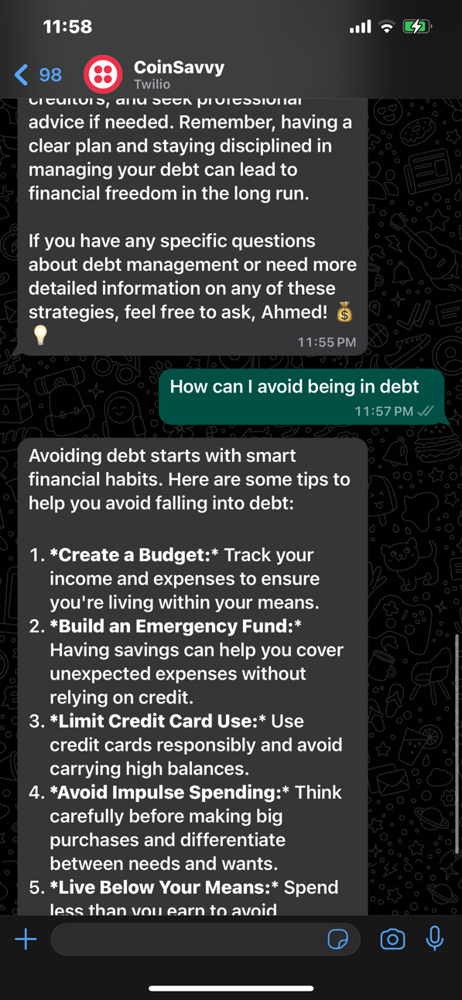 11:58
98
CoinSavvy
Twilio
creditors, and seek professional
advice if needed. Remember, having a
clear plan and staying disciplined in
managing your debt can lead to
financial freedom in the long run.
If you have any specific questions
about debt management or need more
detailed information on any of these
strategies, feel free to ask, Ahmed! 💰
💡
11:55 PM
How can I avoid being in debt
11:57 PM
Avoiding debt starts with smart
financial habits. Here are some tips to
help you avoid falling into debt:
1. *Create a Budget:* Track your
income and expenses to ensure
you're living within your means.
2. *Build an Emergency Fund:*
Having savings can help you cover
unexpected expenses without
relying on credit.
3. *Limit Credit Card Use:* Use
credit cards responsibly and avoid
carrying high balances.
4. *Avoid Impulse Spending:* Think
carefully before making big
purchases and differentiate
between needs and wants.
5. *Live Below Your Means:* Spend
less than you earn to avoid